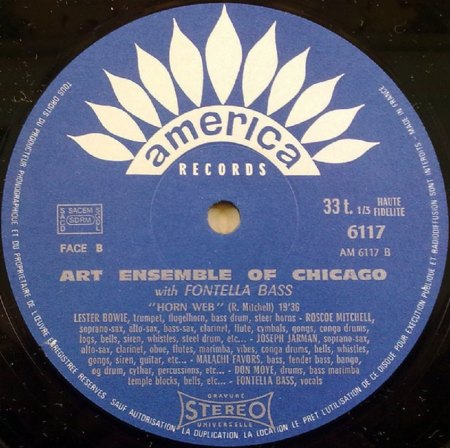 america
RECORDS
SACEM
SACD
SDRM
SGDL
FACE B
33 t. 1/3
HAUTE
FIDELITE
6117
AM 6117 B
ART ENSEMBLE OF CHICAGO
with FONTELLA BASS
"HORN WEB" (R. Mitchell) 19'36
LESTER BOWIE, trumpet, flugelhorn, bass drum, steer horns - ROSCOE MITCHELL,
soprano-sax, alto-sax, bass-sax, clarinet, flute, cymbals, gongs, conga drums,
logs, bells, siren, whistles, steel drum, etc... - JOSEPH JARMAN, soprano-sax,
alto-sax, clarinet, oboe, flutes, marimba, vibes, conga drums, bells, whistles,
gongs, siren, guitar, etc... - MALACHI FAVORS, bass, fender bass, banjo,
og drum, cythar, percussions, etc... - DON MOYE, drums, bass marimba
temple blocks, bells, etc... - FONTELLA BASS, vocals
GRAVURE
STEREO
UNIVERSELLE
TOUS DROITS DU PRODUCTEUR PHONOGRAPHIQUE ET DU PROPRIETAIRE DE L'ŒUVRE ENREGISTREE RESERVES. SAUF AUTORISATION LA DUPLICATION, LA LOCATION LE PRET L'UTILISATION DE CE DISQUE POUR EXECUTION PUBLIQUE ET RADIODIFFUSION SONT INTERDITS - MADE IN FRANCE